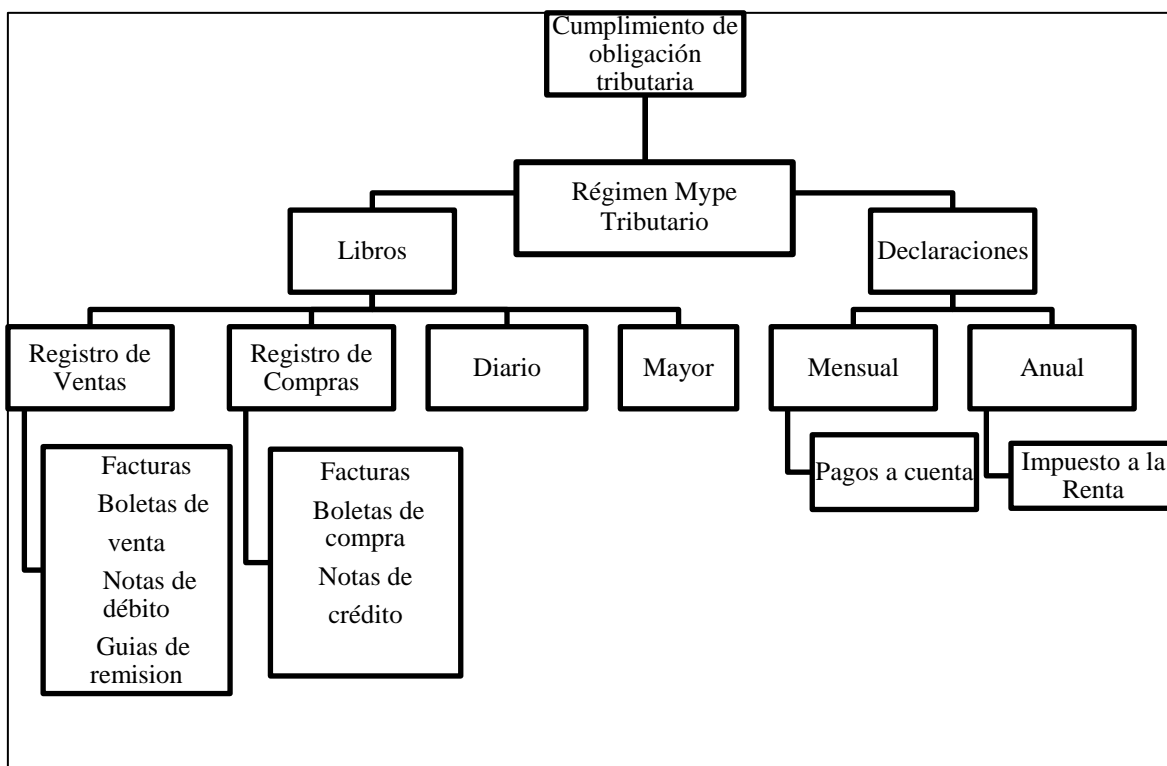 Cumplimiento de
obligación
tributaria
Régimen Mype
Tributario
Libros
Declaraciones
Registro de
Ventas
Registro de
Compras
Diario
Mayor
Mensual
Anual
Facturas
Boletas de
venta
Notas de
débito
Guias de
remision
Facturas
Boletas de
compra
Notas de
crédito
Pagos a cuenta
Impuesto a la
Renta